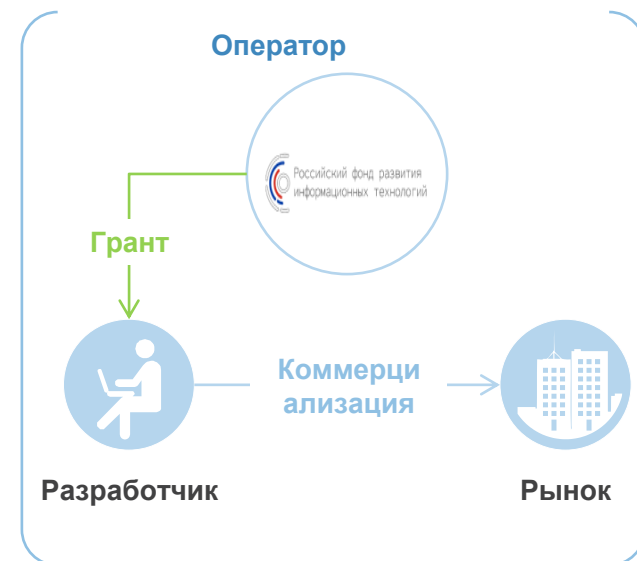 Оператор
Российский фонд развития
информационных технологий
Грант
Коммерци
ализация
Разработчик
Рынок